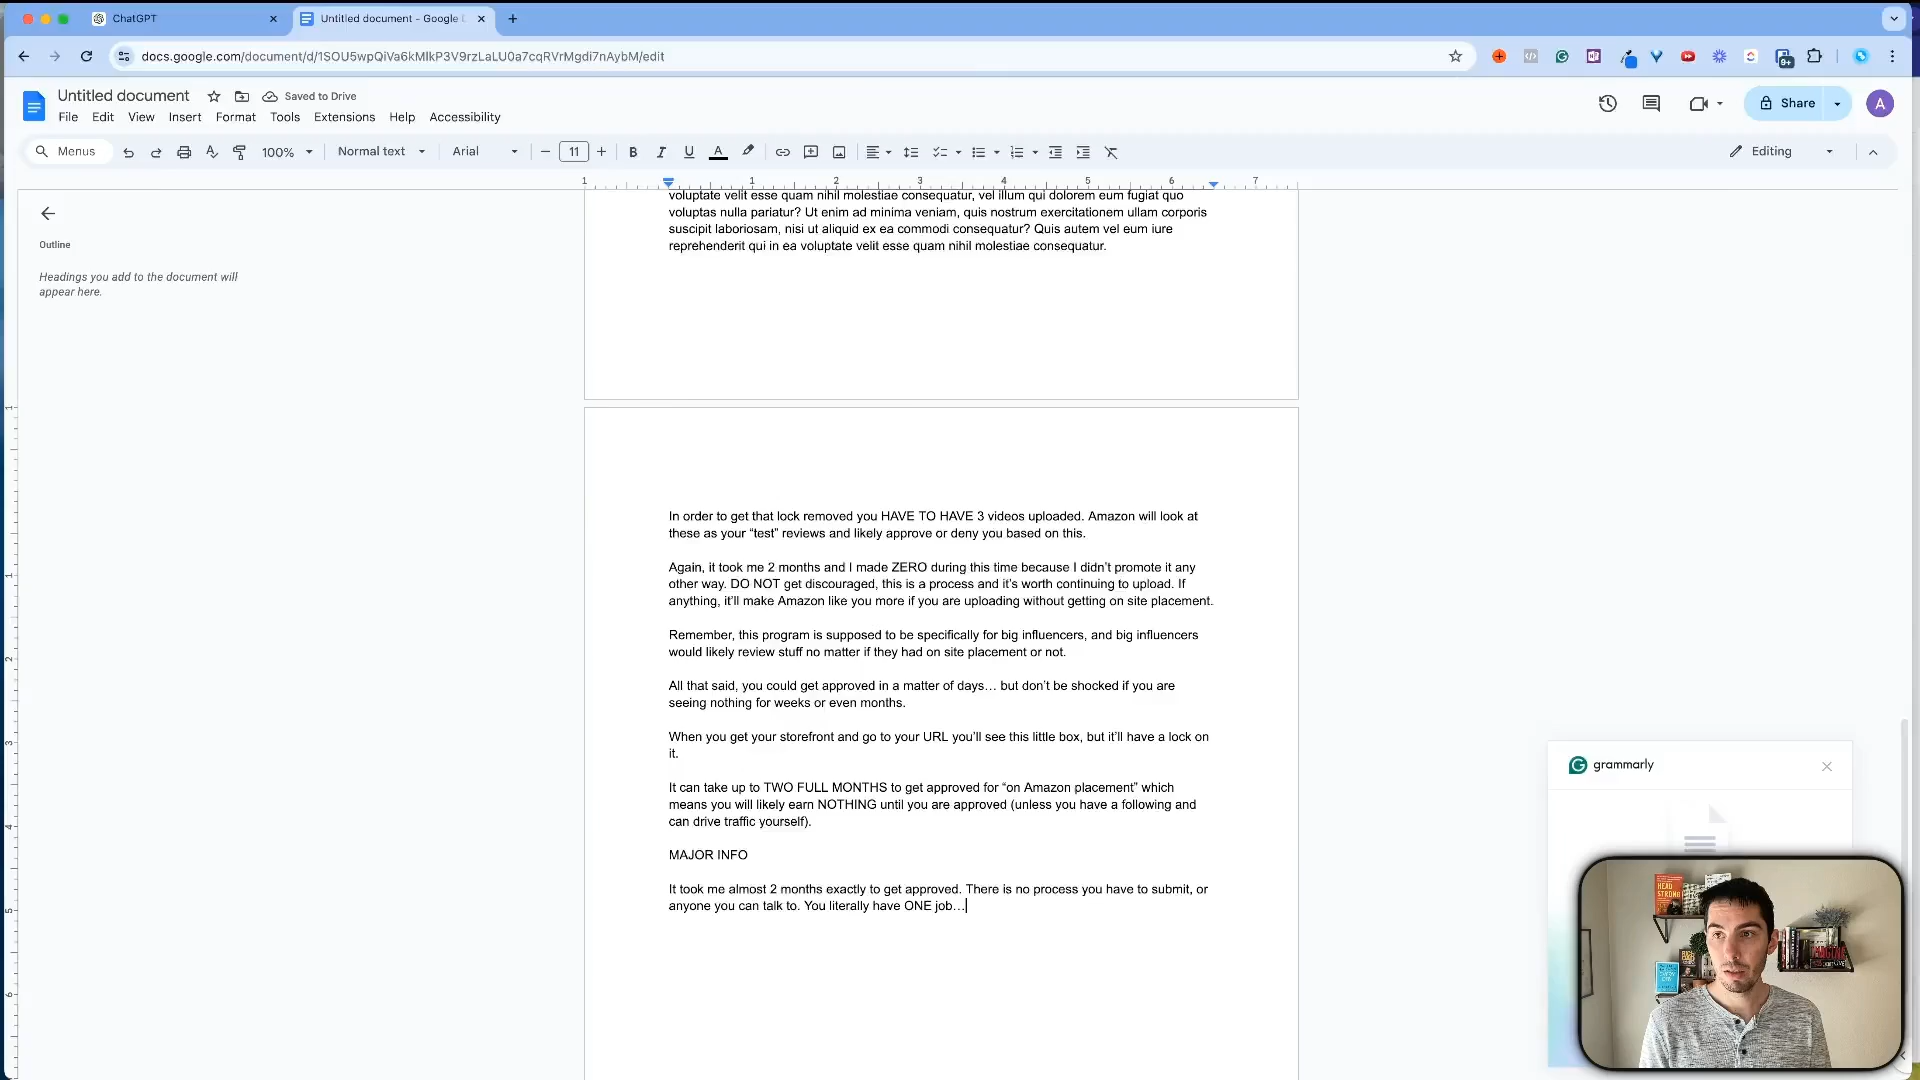 ChatGPT
Untitled document - Google D
docs.google.com/document/d/1SOU5wpQiVa6kMlkP3V9rzLaLU0a7cqRVrMgdi7nAybM/edit
9+
Untitled document
Saved to Drive
File Edit View Insert Format Tools Extensions Help Accessibility
Share
A
Menus
100%
Normal text
Arial
11
Editing
1 1 2 3 4 5 6 7
Outline
Headings you add to the document will
appear here.
voluptate velit esse quam nihil molestiae consequatur, vel illum qui dolorem eum fugiat quo
voluptas nulla pariatur? Ut enim ad minima veniam, quis nostrum exercitationem ullam corporis
suscipit laboriosam, nisi ut aliquid ex ea commodi consequatur? Quis autem vel eum iure
reprehenderit qui in ea voluptate velit esse quam nihil molestiae consequatur.
In order to get that lock removed you HAVE TO HAVE 3 videos uploaded. Amazon will look at
these as your “test” reviews and likely approve or deny you based on this.
Again, it took me 2 months and I made ZERO during this time because I didn’t promote it any
other way. DO NOT get discouraged, this is a process and it’s worth continuing to upload. If
anything, it’ll make Amazon like you more if you are uploading without getting on site placement.
Remember, this program is supposed to be specifically for big influencers, and big influencers
would likely review stuff no matter if they had on site placement or not.
All that said, you could get approved in a matter of days… but don’t be shocked if you are
seeing nothing for weeks or even months.
When you get your storefront and go to your URL you’ll see this little box, but it’ll have a lock on
it.
It can take up to TWO FULL MONTHS to get approved for “on Amazon placement” which
means you will likely earn NOTHING until you are approved (unless you have a following and
can drive traffic yourself).
MAJOR INFO
It took me almost 2 months exactly to get approved. There is no process you have to submit, or
anyone you can talk to. You literally have ONE job…
grammarly
HEAD
STRONG